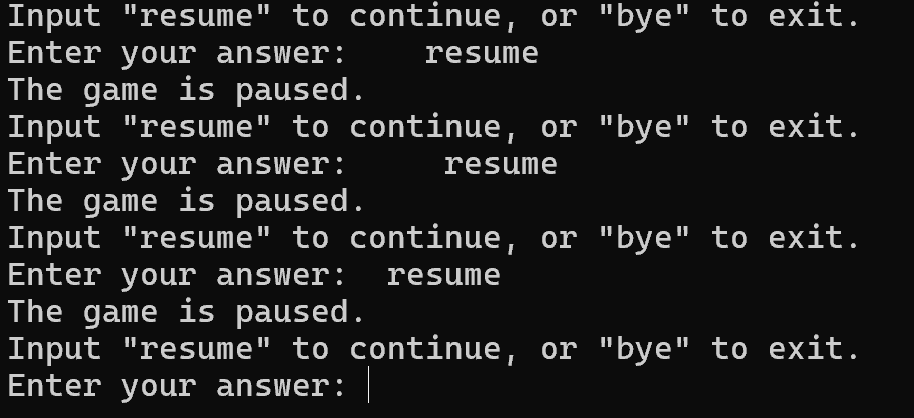 Input "resume" to continue, or "bye" to exit.
Enter your answer:    resume
The game is paused.
Input "resume" to continue, or "bye" to exit.
Enter your answer:     resume
The game is paused.
Input "resume" to continue, or "bye" to exit.
Enter your answer:  resume
The game is paused.
Input "resume" to continue, or "bye" to exit.
Enter your answer: